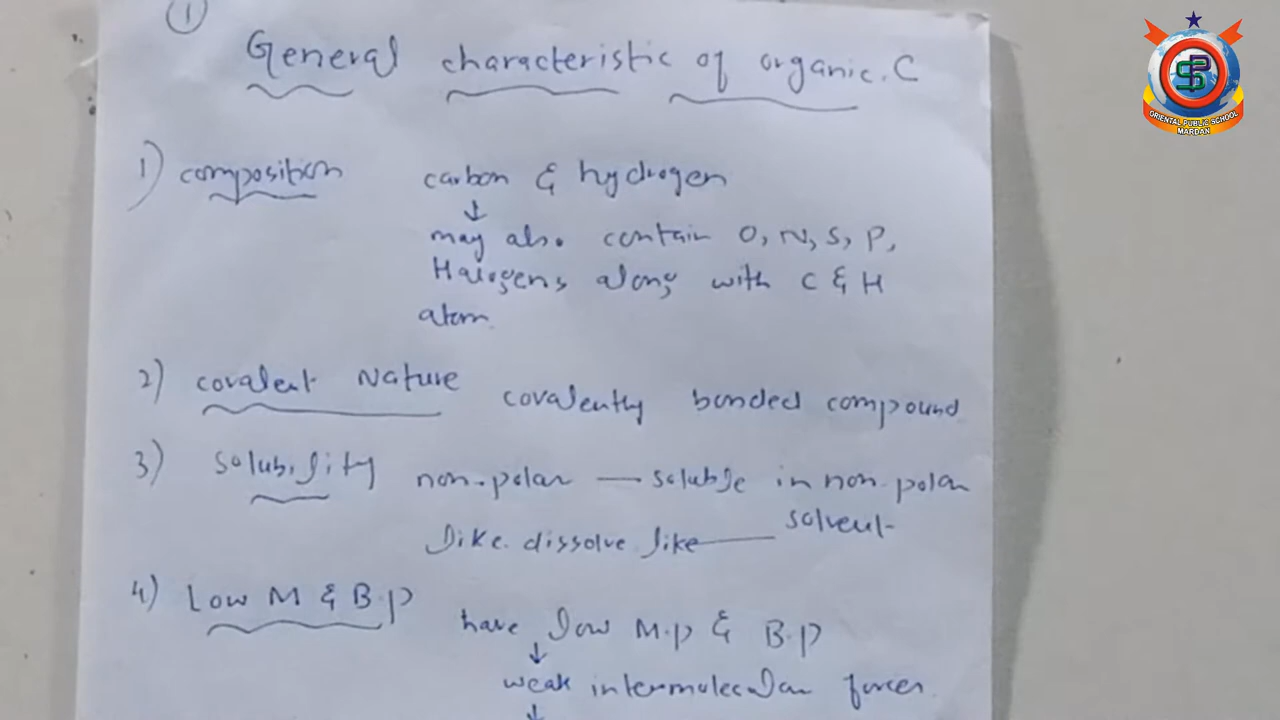 1
General characteristic of organic.C
1) composition carbon & hydrogen
↓
may also contain O, N, S, P,
Halogens along with C & H
atom.
2) covalent Nature covalently bonded compound
3) solubility non-polar — soluble in non-polar
solvent
like dissolve like
4) Low M & B.p
have low M.p & B.p
↓
weak intermolecular forces.
↓
ORIENTAL PUBLIC SCHOOL
MARDAN